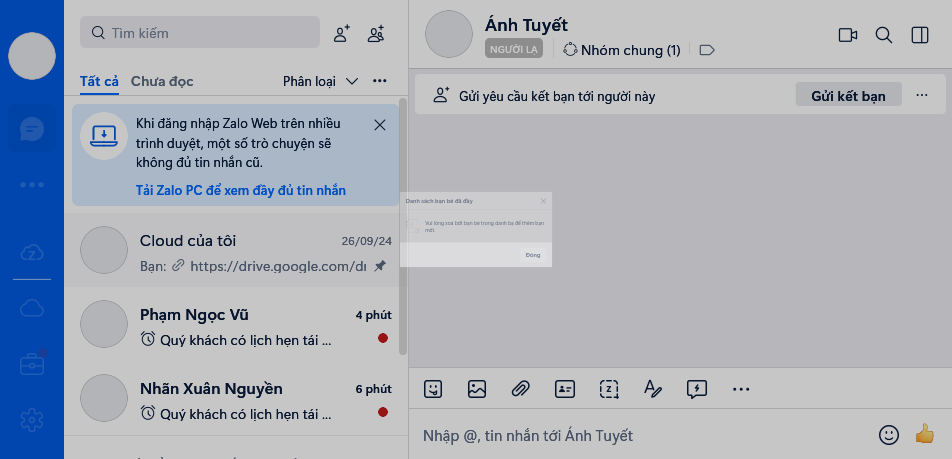 Tìm kiếm
Tất cả Chưa đọc Phân loại
Khi đăng nhập Zalo Web trên nhiều
trình duyệt, một số trò chuyện sẽ
không đủ tin nhắn cũ.
Tải Zalo PC để xem đầy đủ tin nhắn
Cloud của tôi 26/09/24
Bạn: https://drive.google.com/dr
Phạm Ngọc Vũ 4 phút
Quý khách có lịch hẹn tái ...
Nhãn Xuân Nguyền 6 phút
Quý khách có lịch hẹn tái ...
Ánh Tuyết
NGƯỜI LẠ Nhóm chung (1)
Gửi yêu cầu kết bạn tới người này Gửi kết bạn
Danh sách bạn bè đã đầy
Vui lòng xoá bớt bạn bè trong danh bạ để thêm bạn
mới.
Đóng
Nhập @, tin nhắn tới Ánh Tuyết